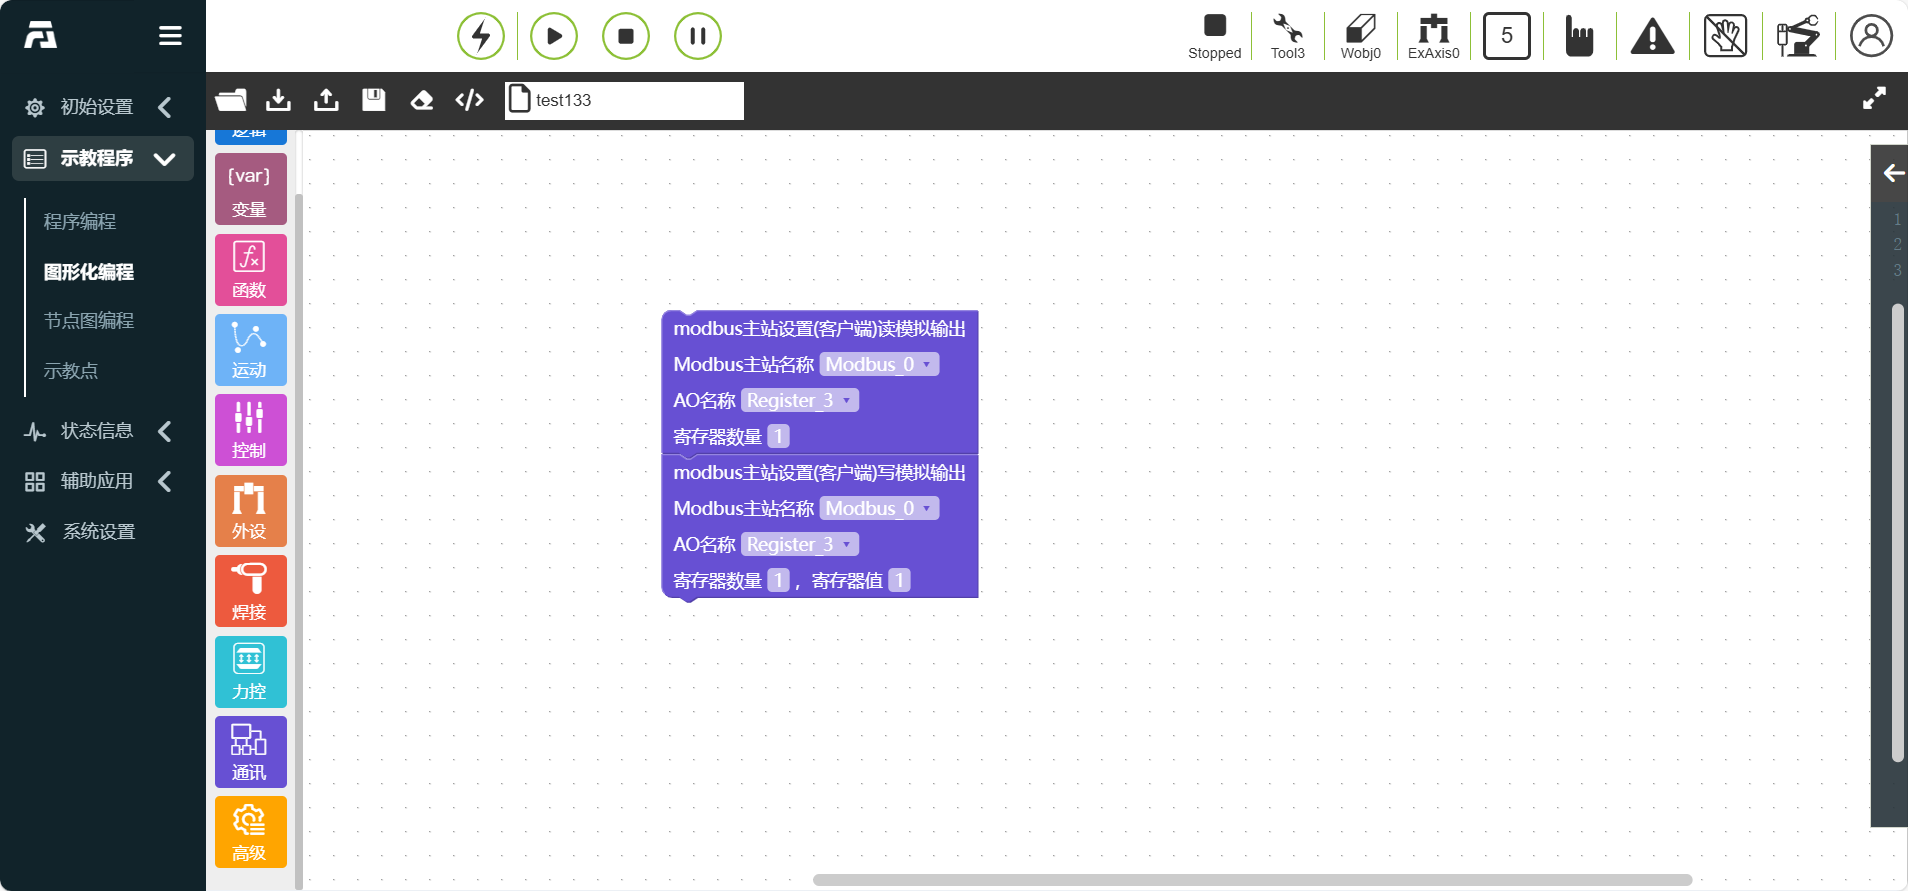 Stopped
Tool3
Wobj0
ExAxis0
5
test133
初始设置
示教程序
程序编程
图形化编程
节点图编程
示教点
状态信息
辅助应用
系统设置
逻辑
{var}
变量
函数
运动
控制
外设
焊接
力控
通讯
高级
modbus主站设置(客户端)读模拟输出
Modbus主站名称 Modbus_0
AO名称 Register_3
寄存器数量 1
modbus主站设置(客户端)写模拟输出
Modbus主站名称 Modbus_0
AO名称 Register_3
寄存器数量 1 ，寄存器值 1
1
2
3